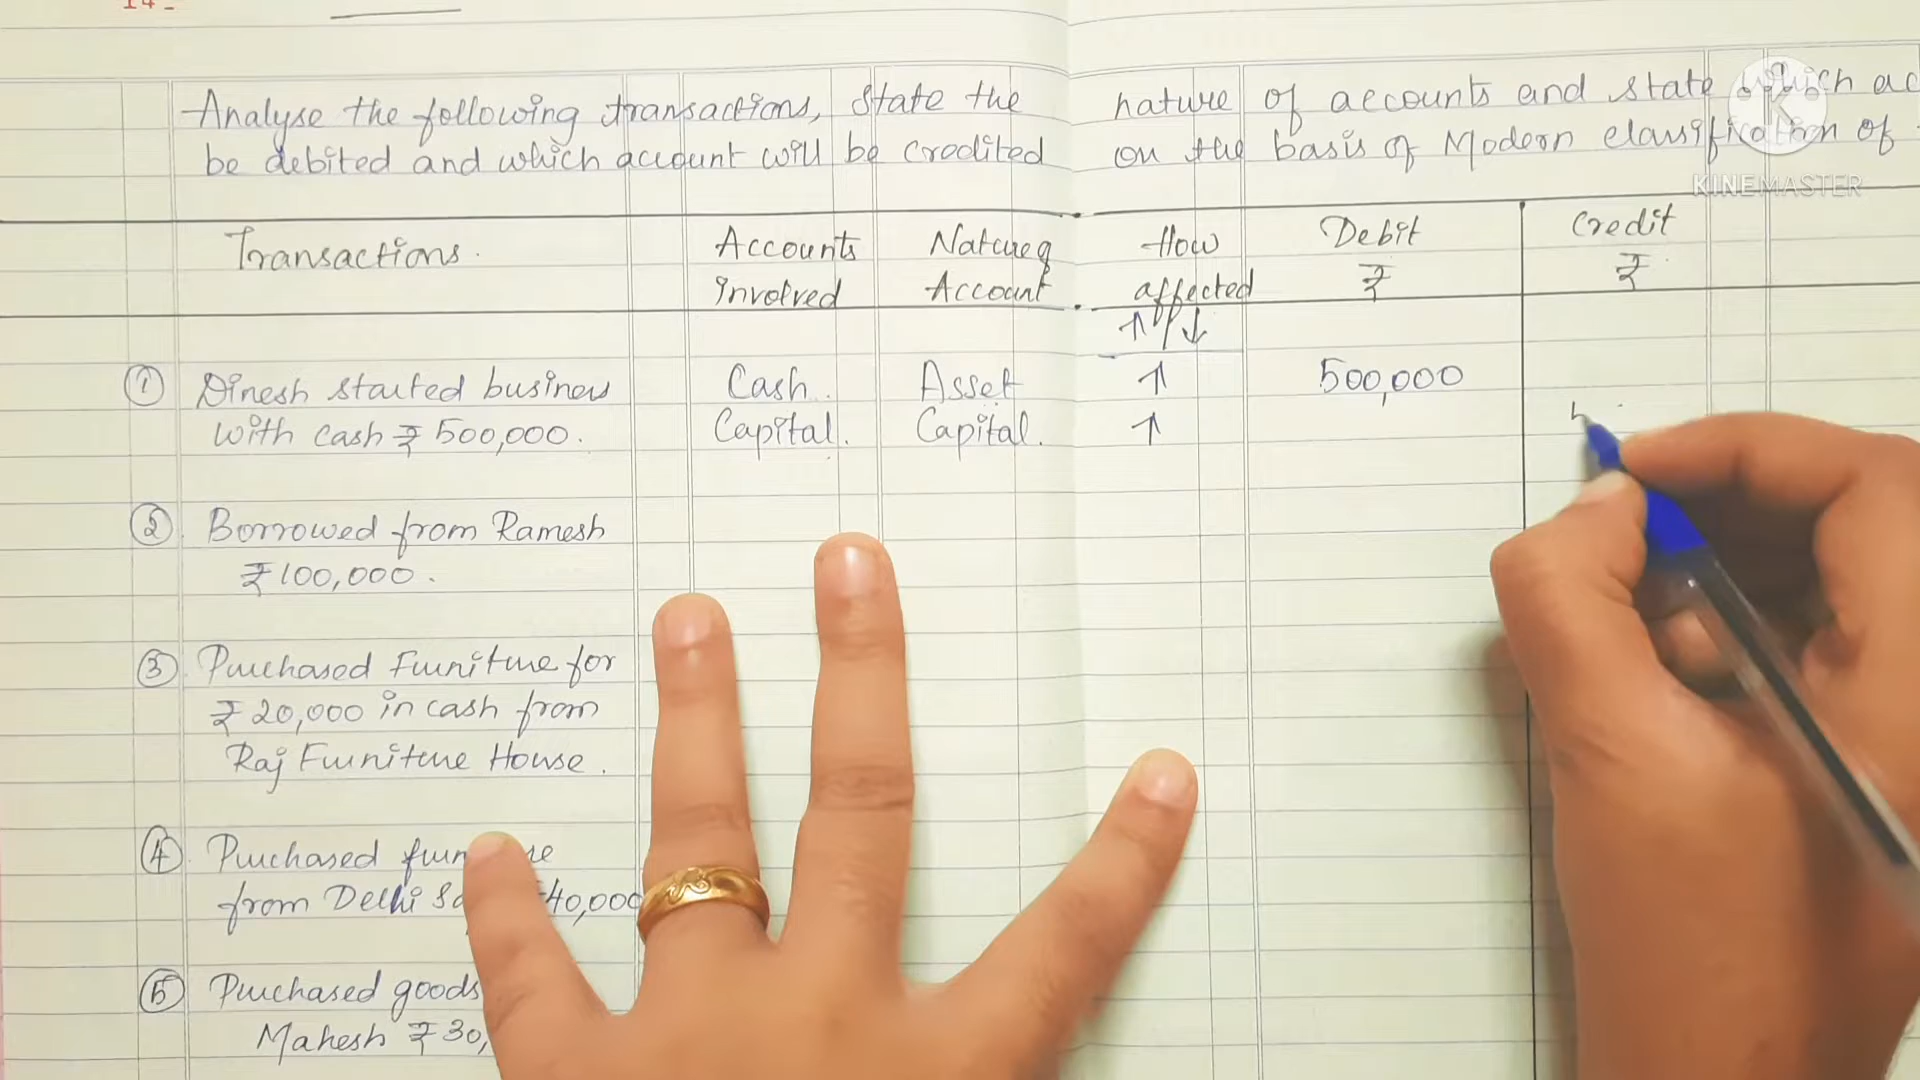 14-
Analyse the following transactions, state the nature of accounts and state which ac
be debited and which account will be credited on the basis of Modern classification of
KINEMASTER
Transactions. Accounts involved Nature of Account. How affected ↑/↓ Debit ₹ Credit ₹
① Dinesh started business Cash. Asset ↑ 500,000
with cash ₹ 500,000. Capital. Capital. ↑
② Borrowed from Ramesh
₹100,000.
③ Purchased Furniture for
₹ 20,000 in cash from
Raj Furniture House.
④ Purchased
from Delhi 40,000
⑤ Purchased goods
Mahesh ₹ 30,